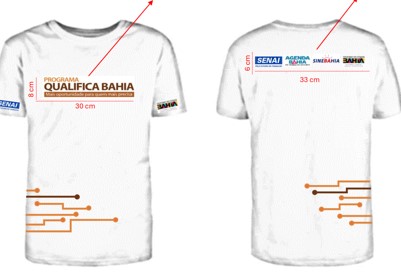 PROGRAMA
QUALIFICA BAHIA
Mais oportunidade para quem mais precisa
8 cm
30 cm
SENAI
BAHIA
6 cm
SENAI
AGENDA
BAHIA
SINEBAHIA
BAHIA
33 cm